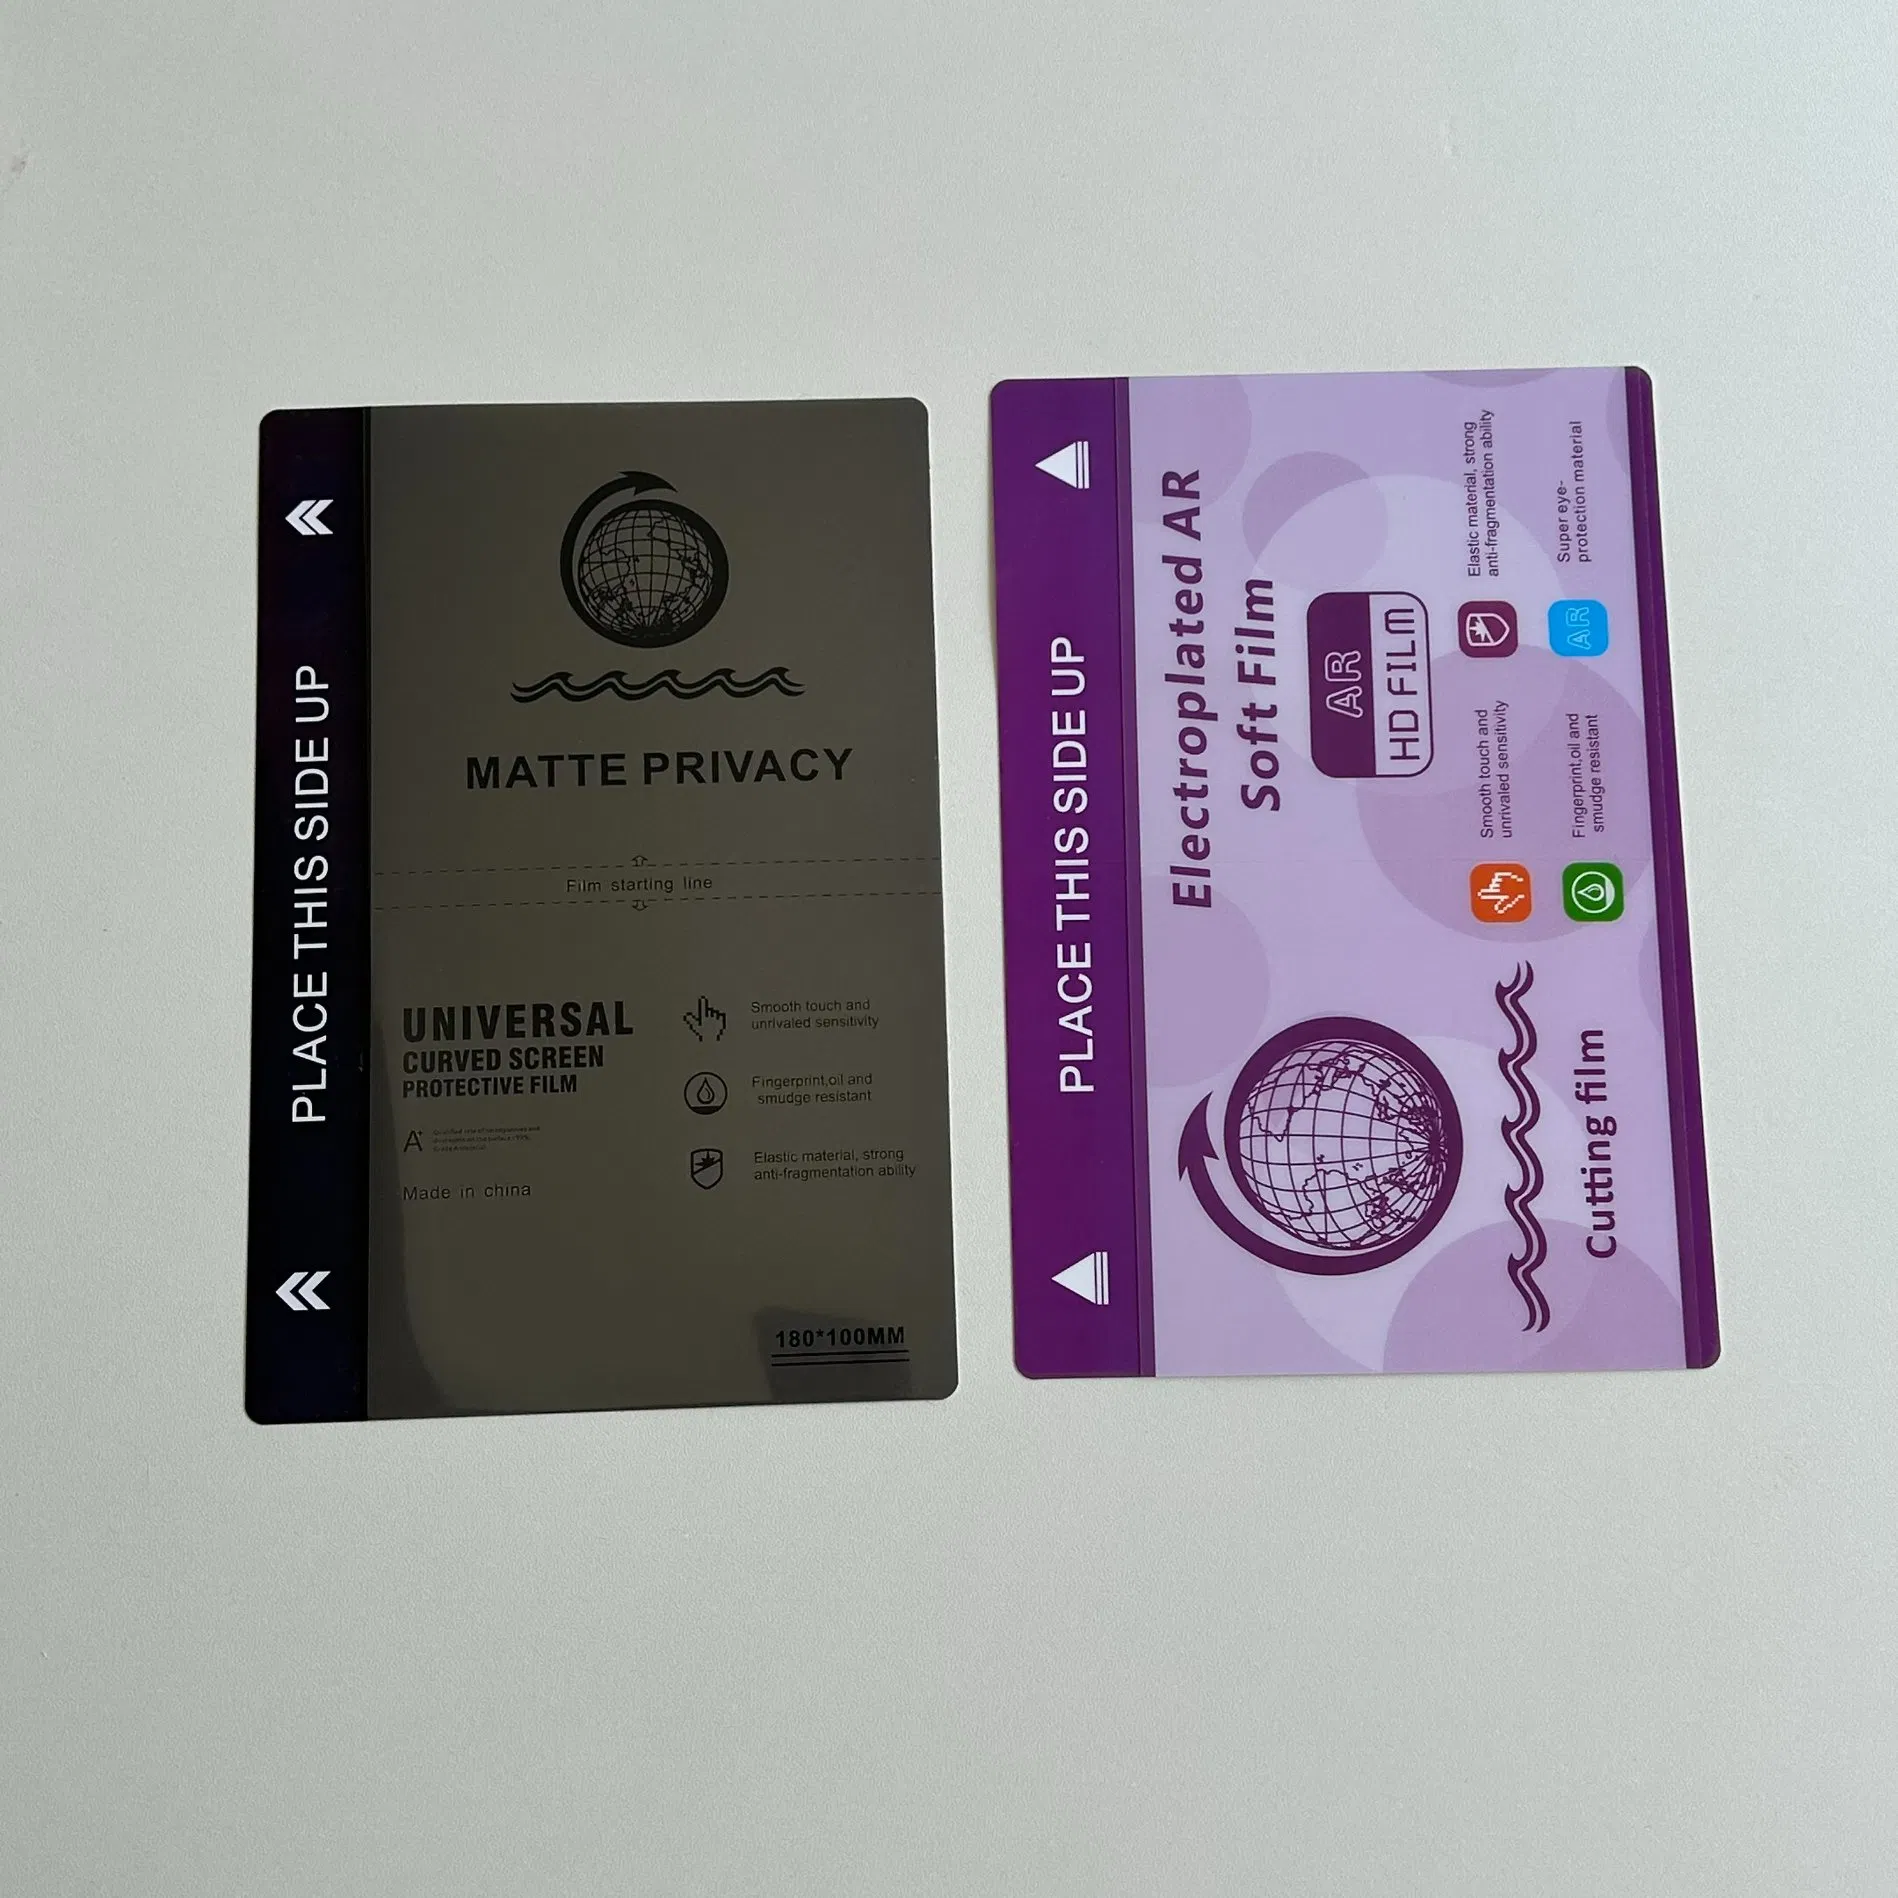 PLACE THIS SIDE UP
MATTE PRIVACY
Film starting line
UNIVERSAL
CURVED SCREEN
PROTECTIVE FILM
A+
Made in china
Smooth touch and
unrivaled sensitivity
Fingerprint,oil and
smudge resistant
Elastic material, strong
anti-fragmentation ability
180*100MM
PLACE THIS SIDE UP
Electroplated AR
Soft Film
AR
HD FILM
Smooth touch and
unrivaled sensitivity
Elastic material, strong
anti-fragmentation ability
Fingerprint,oil and
smudge resistant
AR
Super eye-
protection material
Cutting film